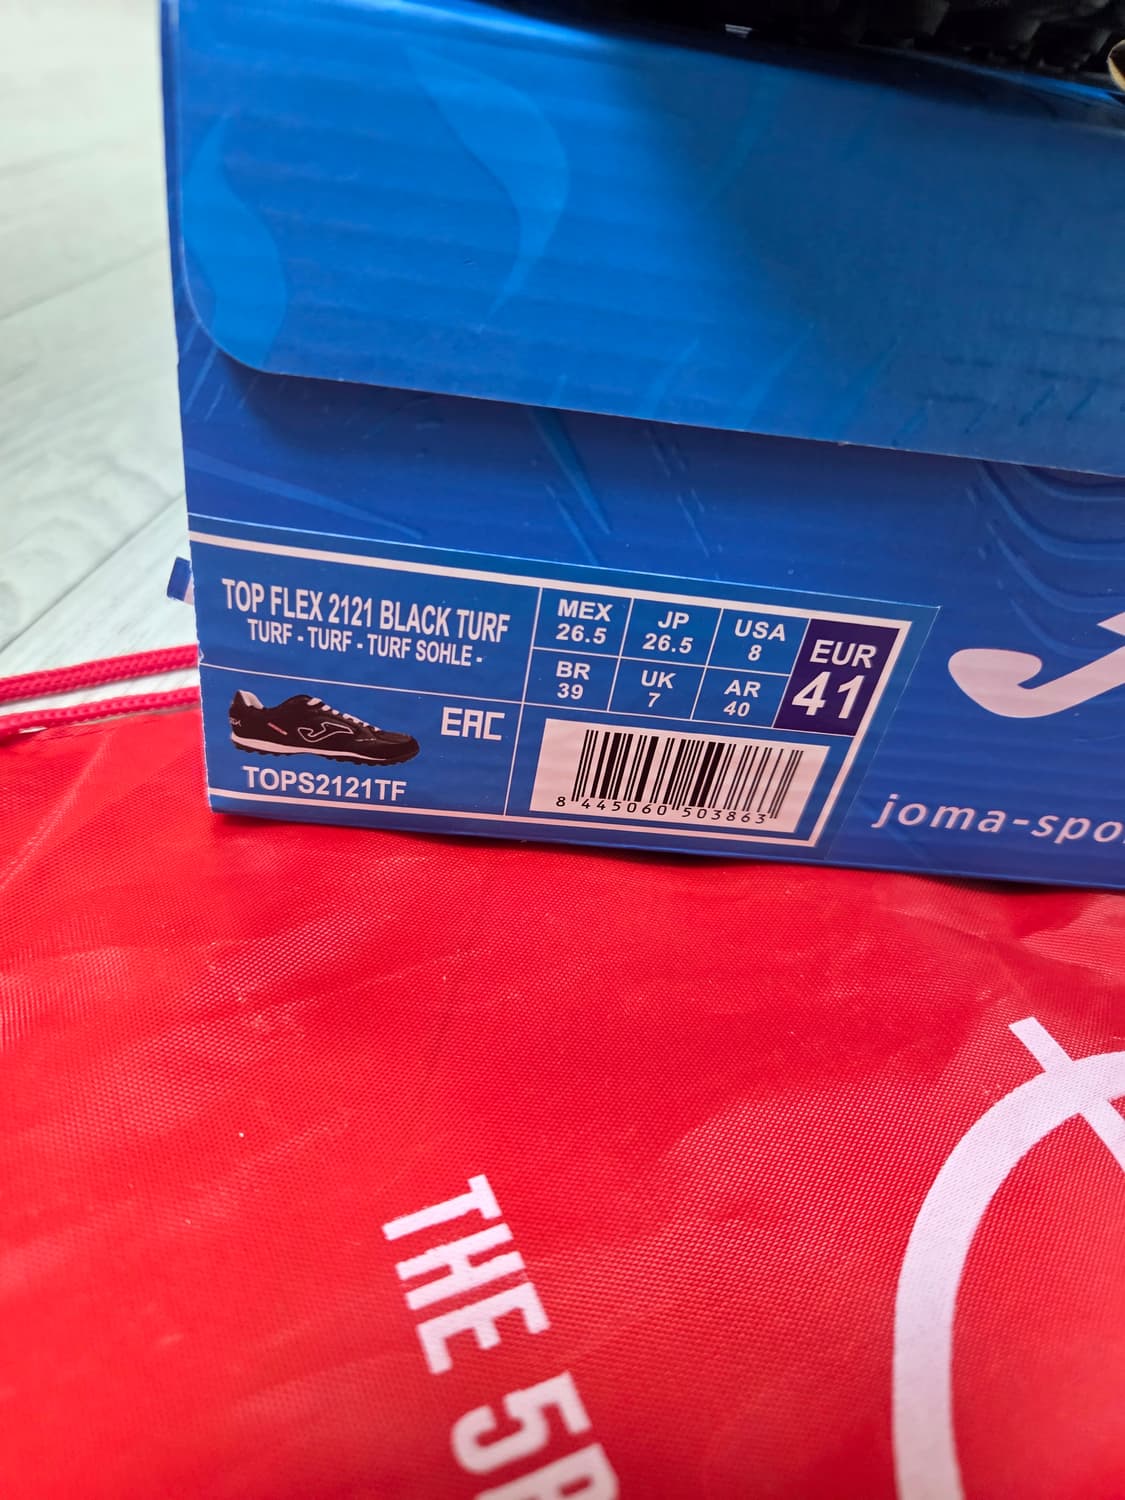 TOP FLEX 2121 BLACK TURF
TURF - TURF - TURF SOHLE -
EAC
TOPS2121TF
MEX
26.5
JP
26.5
USA
8
BR
39
UK
7
AR
40
EUR
41
8 445060 503863
joma-spo
THE 5